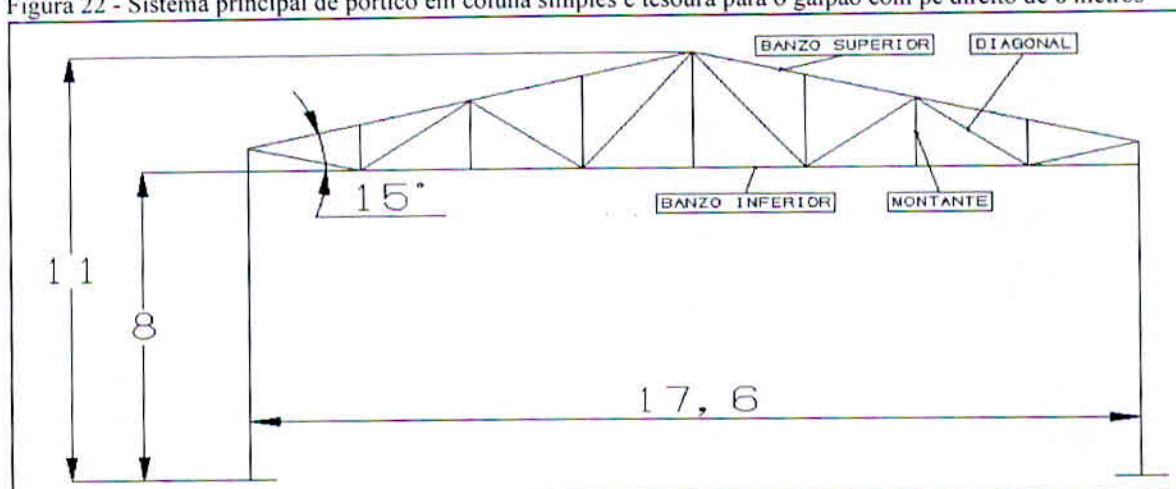 Figura 22 - Sistema principal de pórtico em coluna simples e tesoura para o galpão com pé direito de 8 metros
BANZO SUPERIOR
DIAGONAL
15°
BANZO INFERIOR
MONTANTE
11
8
17,6